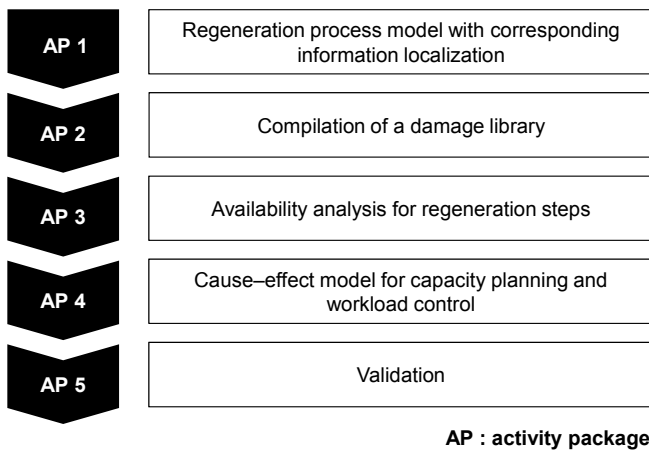 AP 1
Regeneration process model with corresponding
information localization
AP 2
Compilation of a damage library
AP 3
Availability analysis for regeneration steps
AP 4
Cause–effect model for capacity planning and
workload control
AP 5
Validation
AP : activity package